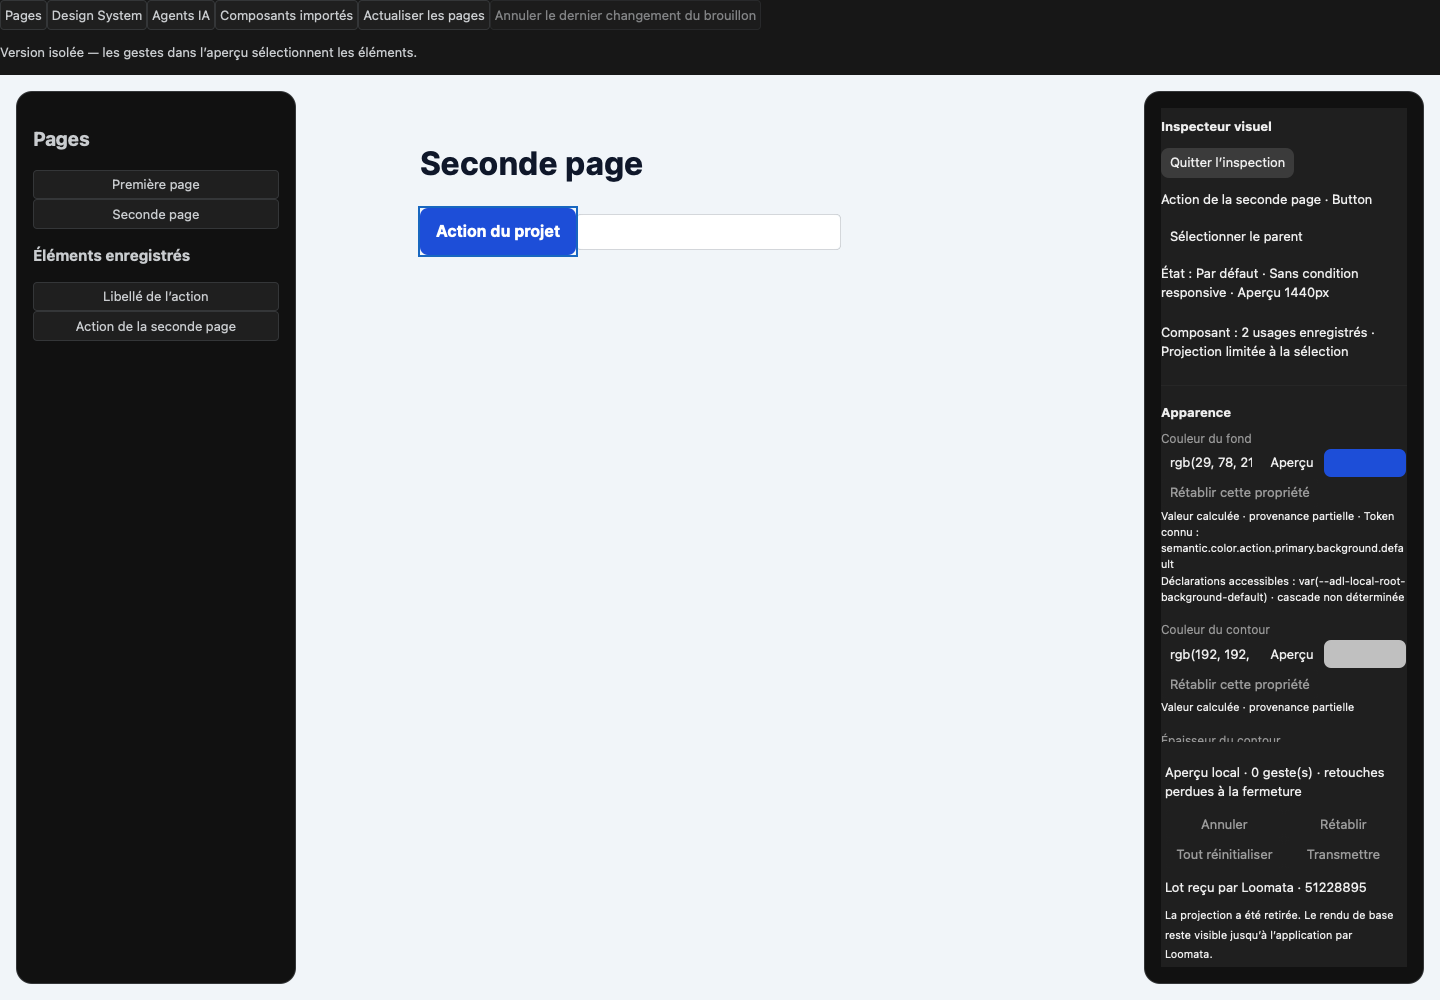 Pages
Design System
Agents IA
Composants importés
Actualiser les pages
Annuler le dernier changement du brouillon
Version isolée — les gestes dans l’aperçu sélectionnent les éléments.
Pages
Première page
Seconde page
Éléments enregistrés
Libellé de l’action
Action de la seconde page
Seconde page
Action du projet
Inspecteur visuel
Quitter l’inspection
Action de la seconde page · Button
Sélectionner le parent
État : Par défaut · Sans condition
responsive · Aperçu 1440px
Composant : 2 usages enregistrés ·
Projection limitée à la sélection
Apparence
Couleur du fond
rgb(29, 78, 21
Aperçu
Rétablir cette propriété
Valeur calculée · provenance partielle · Token
connu :
semantic.color.action.primary.background.defa
ult
Déclarations accessibles : var(--adl-local-root-
background-default) · cascade non déterminée
Couleur du contour
rgb(192, 192,
Aperçu
Rétablir cette propriété
Valeur calculée · provenance partielle
Épaisseur du contour
Aperçu local · 0 geste(s) · retouches
perdues à la fermeture
Annuler
Rétablir
Tout réinitialiser
Transmettre
Lot reçu par Loomata · 51228895
La projection a été retirée. Le rendu de base
reste visible jusqu’à l’application par
Loomata.